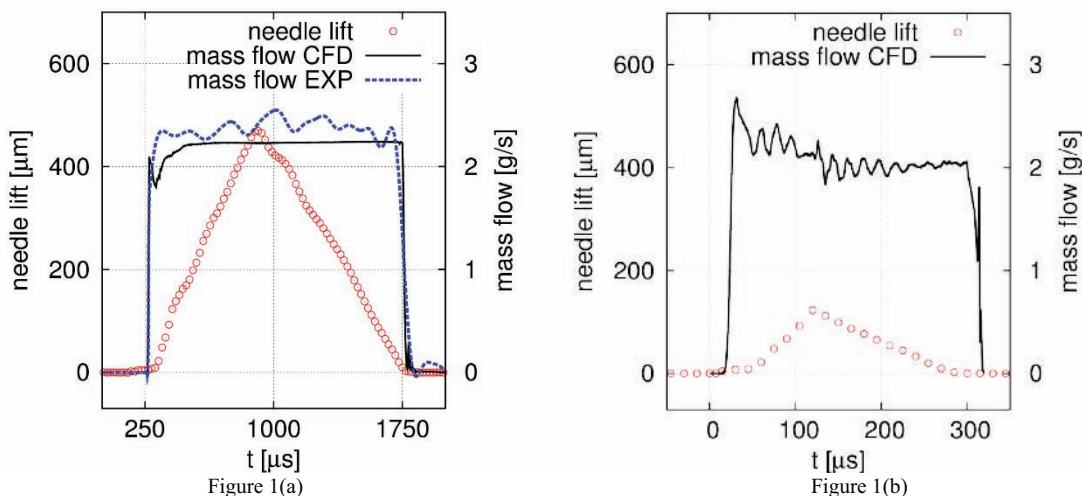 needle lift
mass flow CFD
mass flow EXP
600
400
200
0
needle lift [µm]
3
2
1
0
mass flow [g/s]
250
1000
1750
t [µs]
Figure 1(a)
needle lift
mass flow CFD
600
400
200
0
needle lift [µm]
3
2
1
0
mass flow [g/s]
0
100
200
300
t [µs]
Figure 1(b)